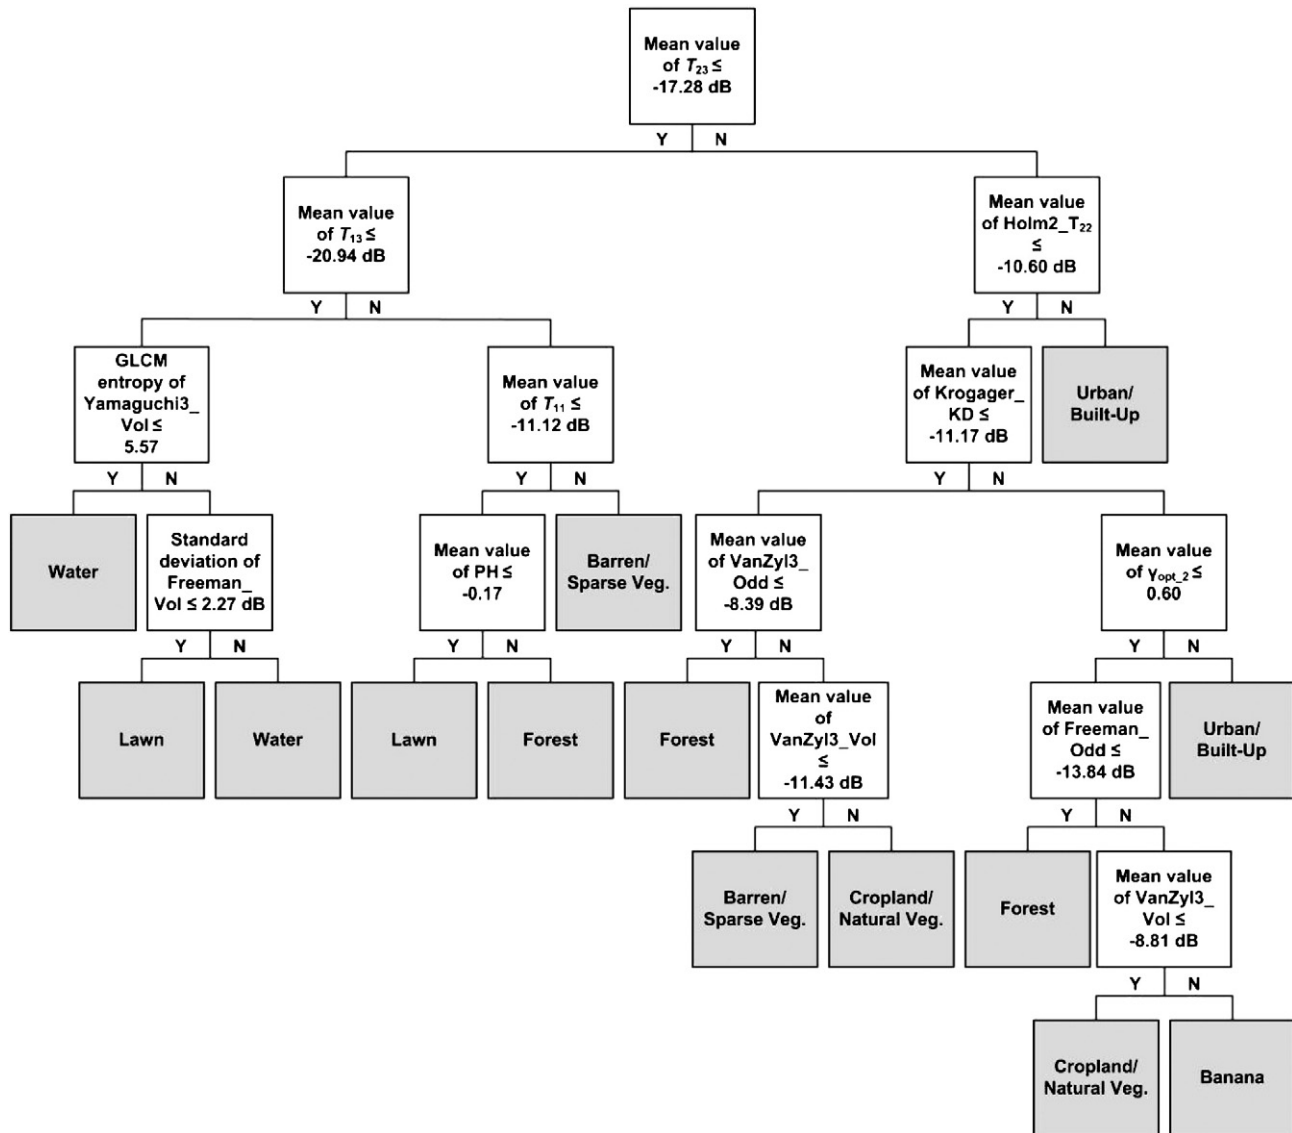 Mean value
of T₂₃ ≤
-17.28 dB
Y N
Mean value
of T₁₃ ≤
-20.94 dB
Mean value
of Holm2_T₂₂
≤
-10.60 dB
Y N
Y N
GLCM
entropy of
Yamaguchi3_
Vol ≤
5.57
Mean value
of T₁₁ ≤
-11.12 dB
Mean value
of Krogager_
KD ≤
-11.17 dB
Urban/
Built-Up
Y N
Y N
Y N
Water
Standard
deviation of
Freeman_
Vol ≤ 2.27 dB
Mean value
of PH ≤
-0.17
Barren/
Sparse Veg.
Mean value
of VanZyl3_
Odd ≤
-8.39 dB
Mean value
of γopt_2 ≤
0.60
Y N
Y N
Y N
Y N
Lawn
Water
Lawn
Forest
Forest
Mean value
of
VanZyl3_Vol
≤
-11.43 dB
Mean value
of Freeman_
Odd ≤
-13.84 dB
Urban/
Built-Up
Y N
Y N
Barren/
Sparse Veg.
Cropland/
Natural Veg.
Forest
Mean value
of VanZyl3_
Vol ≤
-8.81 dB
Y N
Cropland/
Natural Veg.
Banana